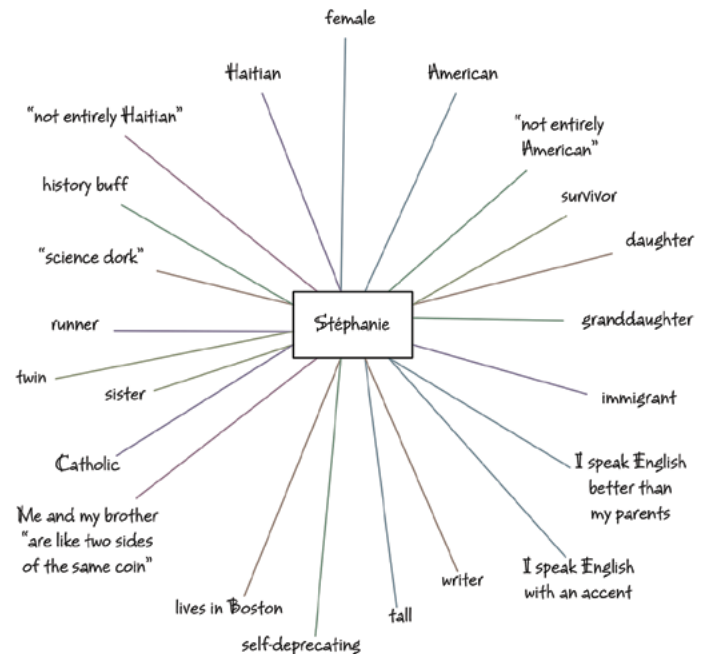 female
Haitian
American
“not entirely Haitian”
“not entirely
American”
history buff
survivor
“science dork”
daughter
Stéphanie
runner
granddaughter
twin
sister
immigrant
Catholic
I speak English
better than
my parents
Me and my brother
“are like two sides
of the same coin”
I speak English
with an accent
writer
lives in Boston
tall
self-deprecating